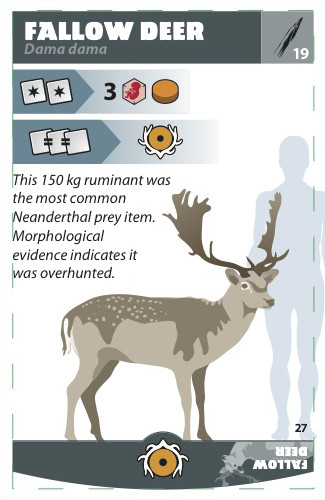 FALLOW DEER
Dama dama
19
3
This 150 kg ruminant was
the most common
Neanderthal prey item.
Morphological
evidence indicates it
was overhunted.
27
FALLOW
DEER